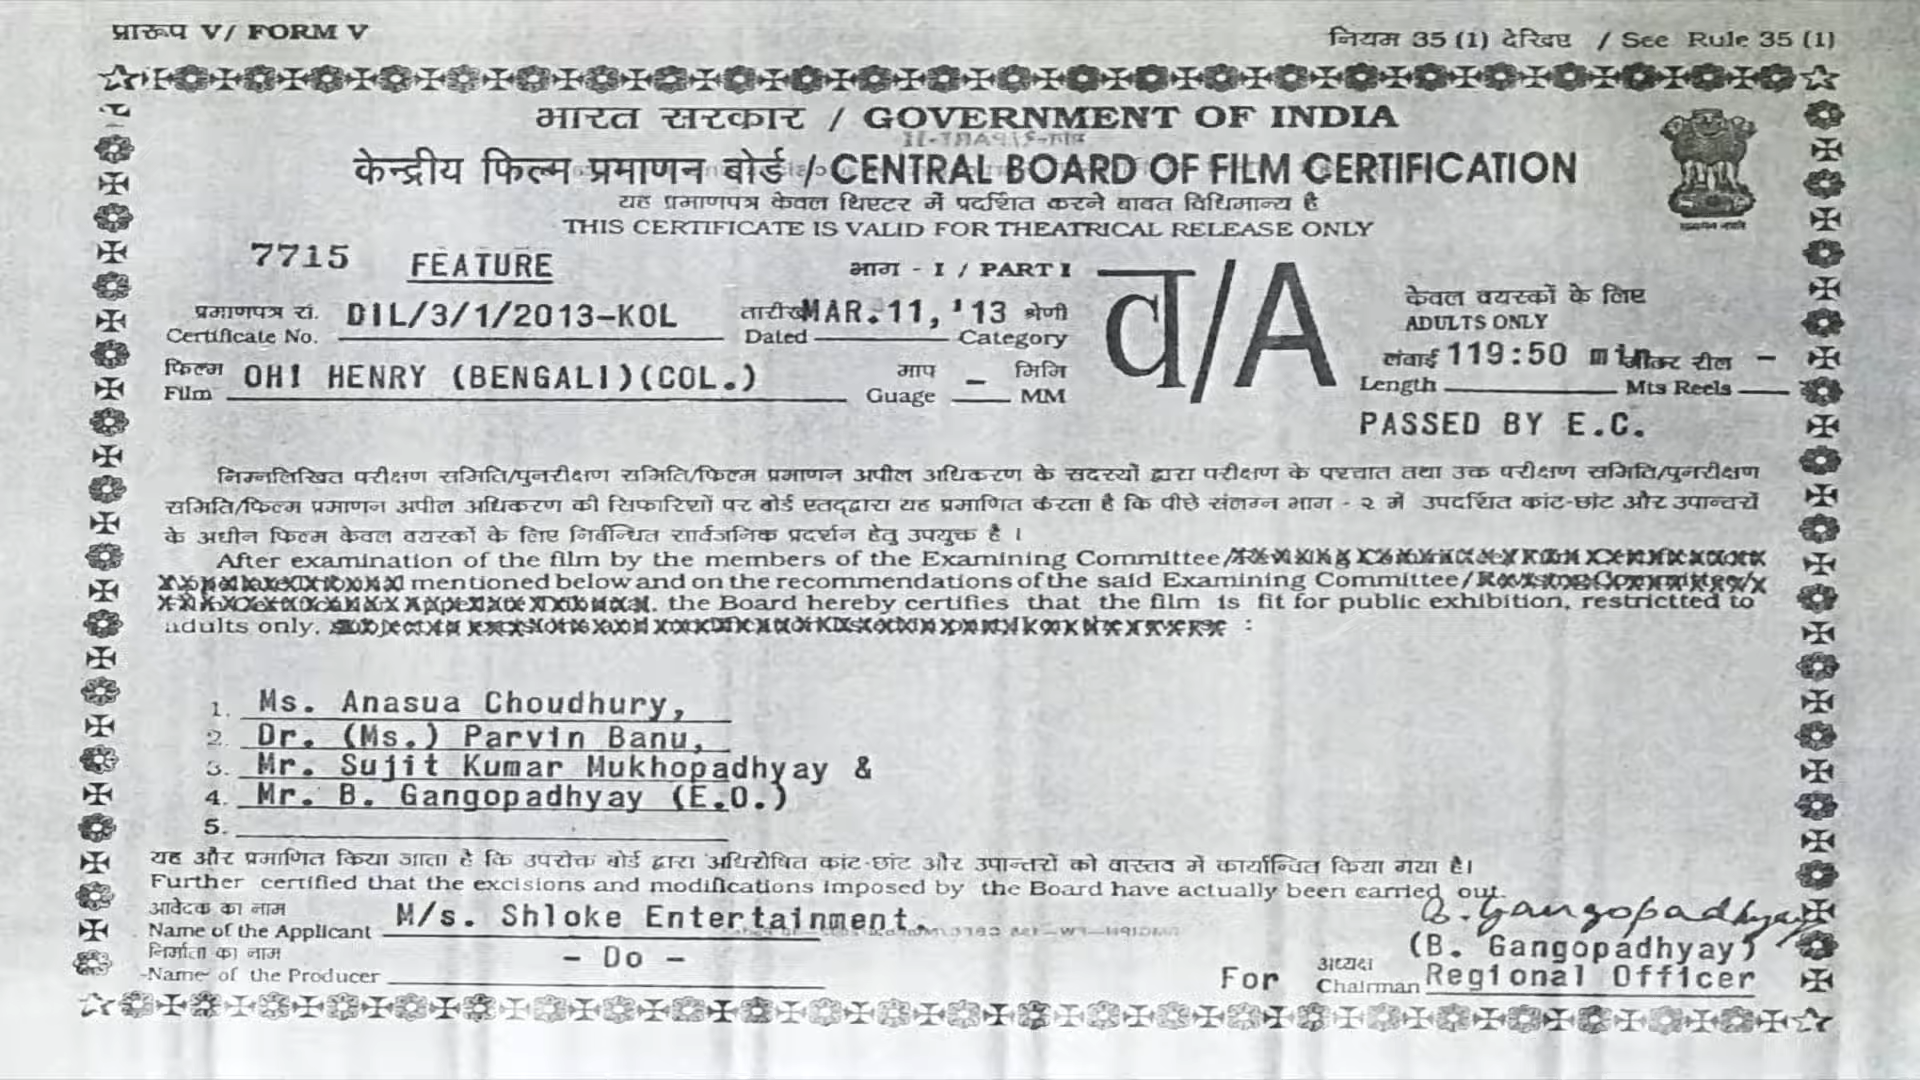 प्रारूप V/ FORM V
नियम 35 (1) देखिए / See Rule 35 (1)
भारत सरकार / GOVERNMENT OF INDIA
केन्द्रीय फिल्म प्रमाणन बोर्ड / CENTRAL BOARD OF FILM CERTIFICATION
यह प्रमाणपत्र केवल थिएटर में प्रदर्शित करने बावत विधिमान्य है
THIS CERTIFICATE IS VALID FOR THEATRICAL RELEASE ONLY
7715 FEATURE
भाग - I / PART I
व/A
केवल वयस्कों के लिए
ADULTS ONLY
प्रमाणपत्र सं. DIL/3/1/2013-KOL तारीख MAR.11,'13 श्रेणी
Certificate No. Dated Category
लंबाई 119:50 min मीटर रील -
Length Mts Reels
फिल्म OH! HENRY (BENGALI)(COL.) माप - मिमि
Film Guage MM
PASSED BY E.C.
निम्नलिखित परीक्षण समिति/पुनरीक्षण समिति/फिल्म प्रमाणन अपील अधिकरण के सदस्यों द्वारा परीक्षण के पश्चात तथा उक्त परीक्षण समिति/पुनरीक्षण
समिति/फिल्म प्रमाणन अपील अधिकरण की सिफारिशों पर बोर्ड एतद्द्वारा यह प्रमाणित करता है कि पीछे संलग्न भाग - २ में उपदर्शित कांट-छांट और उपान्तरों
के अधीन फिल्म केवल वयस्कों के लिए निर्बन्धित सार्वजनिक प्रदर्शन हेतु उपयुक्त है ।
After examination of the film by the members of the Examining Committee/
mentioned below and on the recommendations of the said Examining Committee/
the Board hereby certifies that the film is fit for public exhibition, restrictted to
adults only. :
1. Ms. Anasua Choudhury,
2. Dr. (Ms.) Parvin Banu,
3. Mr. Sujit Kumar Mukhopadhyay &
4. Mr. B. Gangopadhyay (E.O.)
5.
यह और प्रमाणित किया जाता है कि उपरोक्त बोर्ड द्वारा अधिरोपित कांट-छांट और उपान्तरों को वास्तव में कार्यान्वित किया गया है।
Further certified that the excisions and modifications imposed by the Board have actually been carried out.
आवेदक का नाम M/s. Shloke Entertainment.
Name of the Applicant
B. Gangopadhyay
(B. Gangopadhyay)
निर्माता का नाम - Do -
-Name of the Producer
For अध्यक्ष Regional Officer
Chairman